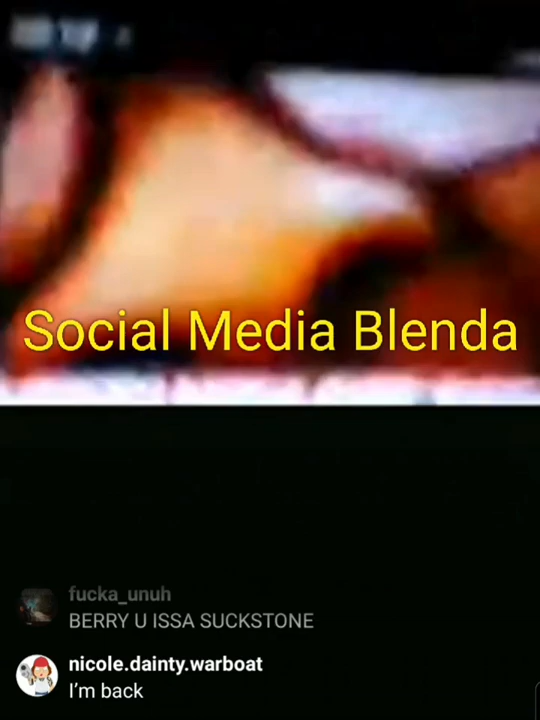 Social Media Blenda
fucka_unuh
BERRY U ISSA SUCKSTONE
nicole.dainty.warboat
I'm back